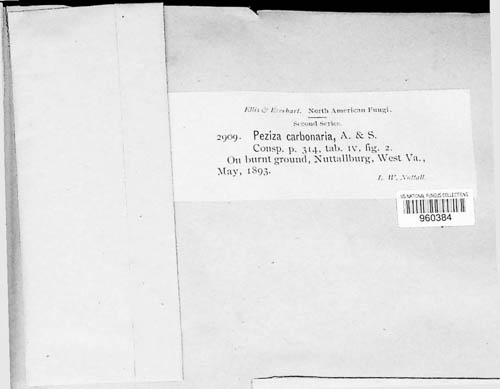 Ellis & Everhart. North American Fungi.
Second Series.
2909. Peziza carbonaria, A. & S.
Consp. p. 314, tab. IV, fig. 2.
On burnt ground, Nuttallburg, West Va.,
May, 1893.
L. W. Nuttall.
US NATIONAL FUNGUS COLLECTIONS
960384